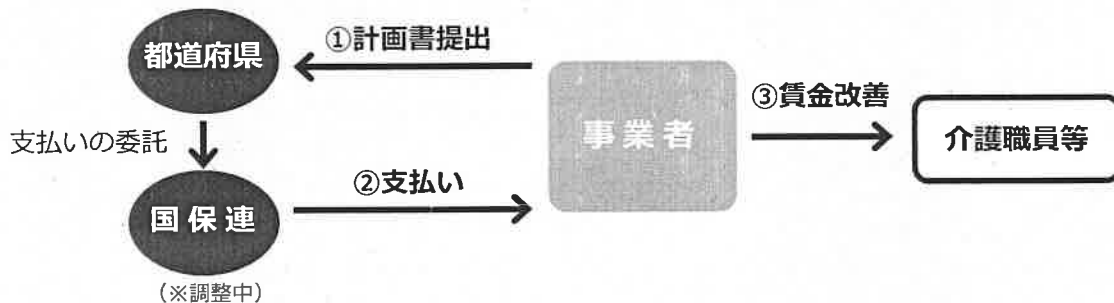 都道府県
①計画書提出
事業者
③賃金改善
介護職員等
支払いの委託
国保連
②支払い
(※調整中)